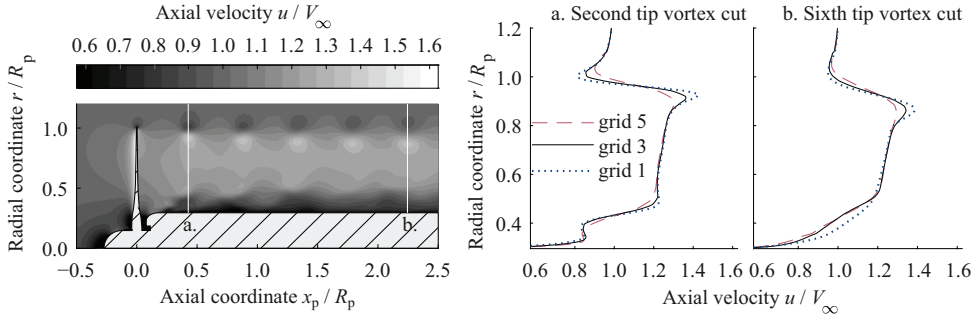 Axial velocity u / V∞
0.6 0.7 0.8 0.9 1.0 1.1 1.2 1.3 1.4 1.5 1.6
Radial coordinate r / Rp
1.0
0.5
0.0
a.
b.
−0.5 0.0 0.5 1.0 1.5 2.0 2.5
Axial coordinate xp / Rp
a. Second tip vortex cut
b. Sixth tip vortex cut
Radial coordinate r / Rp
1.2
1.0
0.8
0.6
0.4
grid 5
grid 3
grid 1
0.6 0.8 1.0 1.2 1.4 1.6
0.6 0.8 1.0 1.2 1.4 1.6
Axial velocity u / V∞